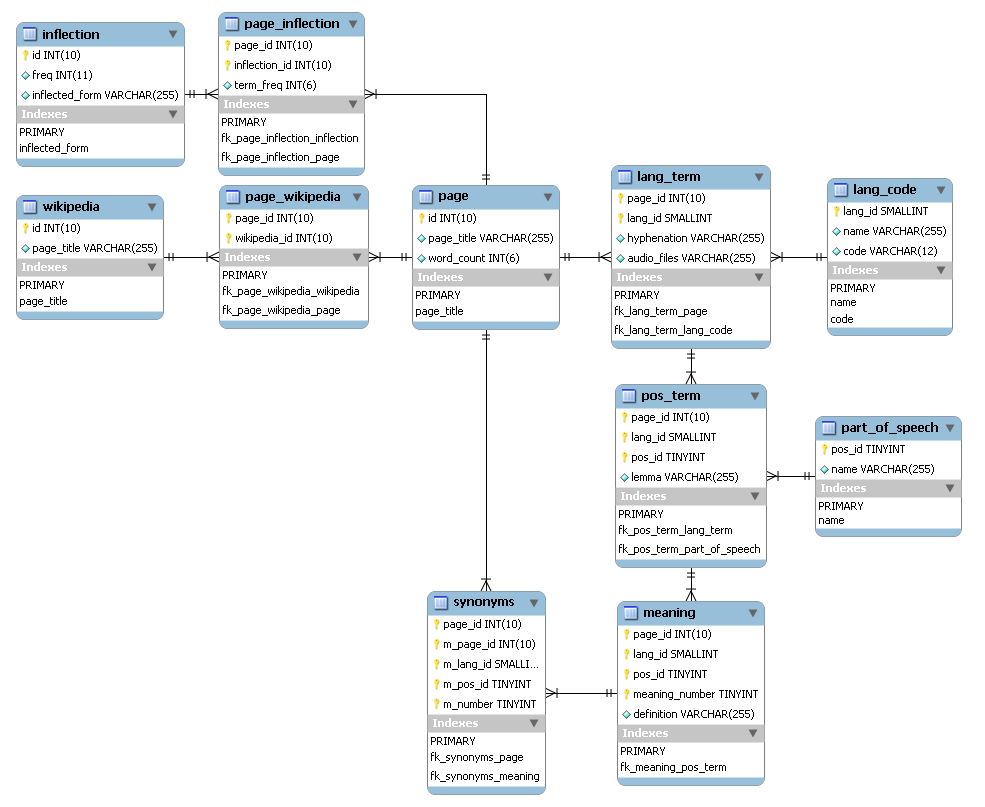 inflection
id INT(10)
freq INT(11)
inflected_form VARCHAR(255)
Indexes
PRIMARY
inflected_form
page_inflection
page_id INT(10)
inflection_id INT(10)
term_freq INT(6)
Indexes
PRIMARY
fk_page_inflection_inflection
fk_page_inflection_page
wikipedia
id INT(10)
page_title VARCHAR(255)
Indexes
PRIMARY
page_title
page_wikipedia
page_id INT(10)
wikipedia_id INT(10)
Indexes
PRIMARY
fk_page_wikipedia_wikipedia
fk_page_wikipedia_page
page
id INT(10)
page_title VARCHAR(255)
word_count INT(6)
Indexes
PRIMARY
page_title
lang_term
page_id INT(10)
lang_id SMALLINT
hyphenation VARCHAR(255)
audio_files VARCHAR(255)
Indexes
PRIMARY
fk_lang_term_page
fk_lang_term_lang_code
lang_code
lang_id SMALLINT
name VARCHAR(255)
code VARCHAR(12)
Indexes
PRIMARY
name
code
pos_term
page_id INT(10)
lang_id SMALLINT
pos_id TINYINT
lemma VARCHAR(255)
Indexes
PRIMARY
fk_pos_term_lang_term
fk_pos_term_part_of_speech
part_of_speech
pos_id TINYINT
name VARCHAR(255)
Indexes
PRIMARY
name
synonyms
page_id INT(10)
m_page_id INT(10)
m_lang_id SMALLI...
m_pos_id TINYINT
m_number TINYINT
Indexes
PRIMARY
fk_synonyms_page
fk_synonyms_meaning
meaning
page_id INT(10)
lang_id SMALLINT
pos_id TINYINT
meaning_number TINYINT
definition VARCHAR(255)
Indexes
PRIMARY
fk_meaning_pos_term